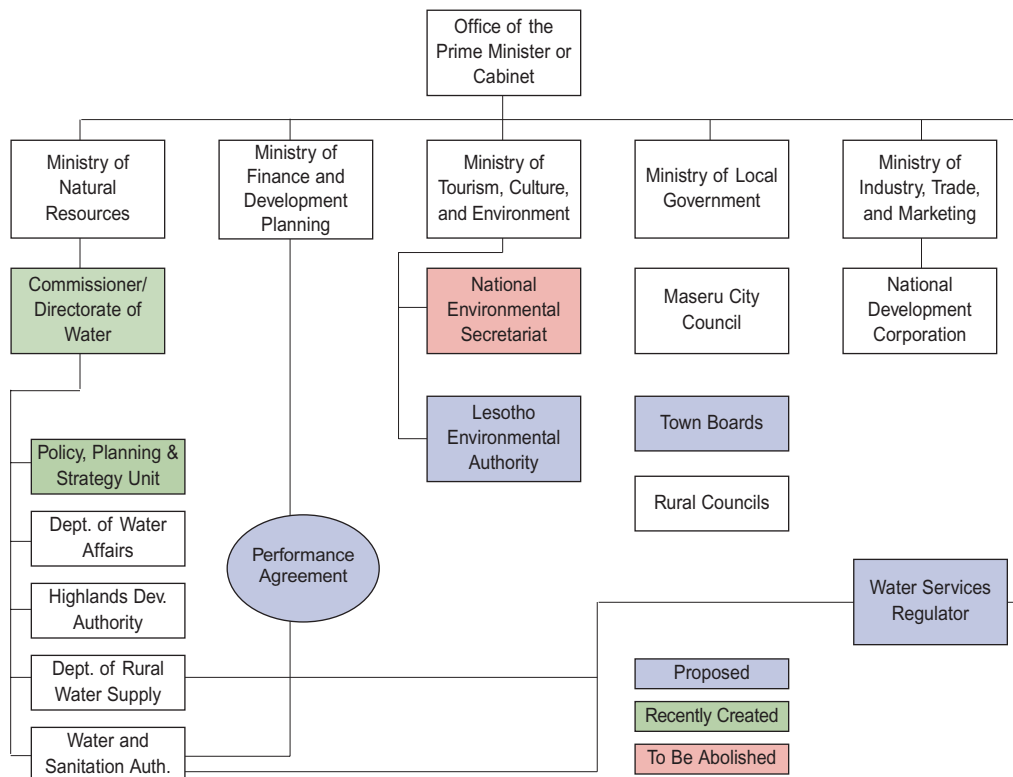 Office of the
Prime Minister or
Cabinet
Ministry of
Natural
Resources
Ministry of
Finance and
Development
Planning
Ministry of
Tourism, Culture,
and Environment
Ministry of Local
Government
Ministry of
Industry, Trade,
and Marketing
Commissioner/
Directorate of
Water
National
Environmental
Secretariat
Maseru City
Council
National
Development
Corporation
Lesotho
Environmental
Authority
Town Boards
Policy, Planning &
Strategy Unit
Rural Councils
Dept. of Water
Affairs
Performance
Agreement
Highlands Dev.
Authority
Water Services
Regulator
Dept. of Rural
Water Supply
Water and
Sanitation Auth.
Proposed
Recently Created
To Be Abolished